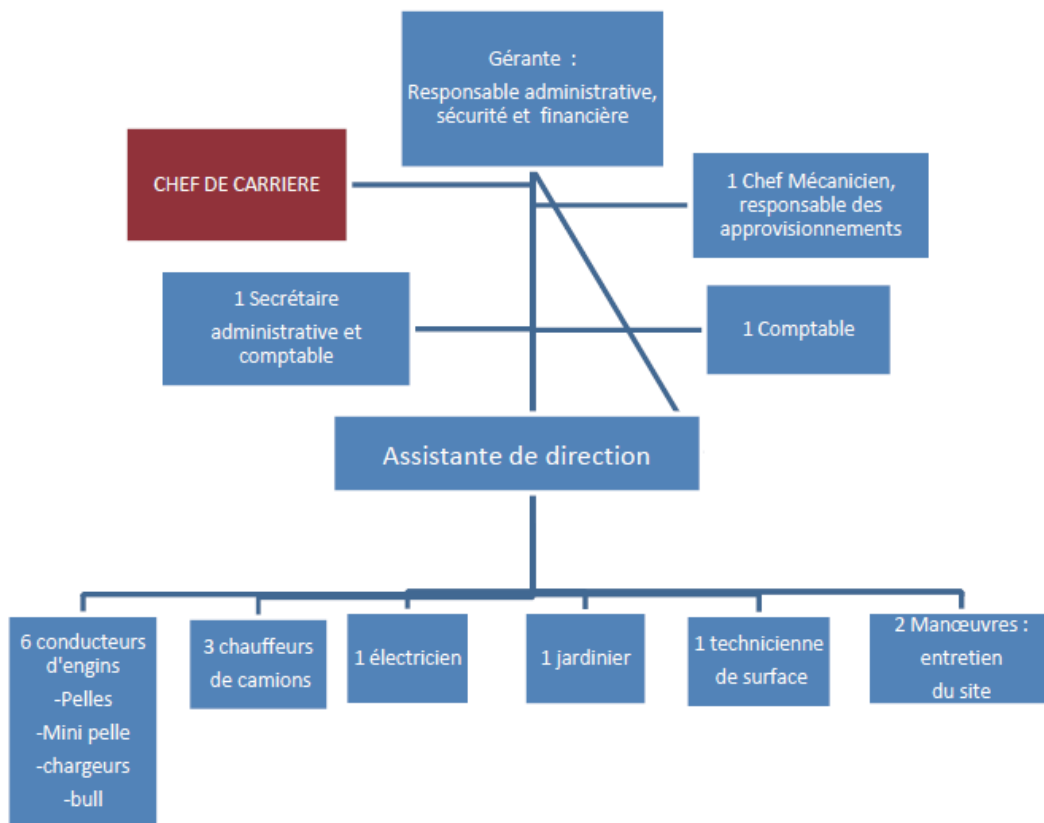 Gérante :
Responsable administrative,
sécurité et financière
CHEF DE CARRIERE
1 Chef Mécanicien,
responsable des
approvisionnements
1 Secrétaire
administrative et
comptable
1 Comptable
Assistante de direction
6 conducteurs
d'engins
-Pelles
-Mini pelle
-chargeurs
-bull
3 chauffeurs
de camions
1 électricien
1 jardinier
1 technicienne
de surface
2 Manœuvres :
entretien
du site